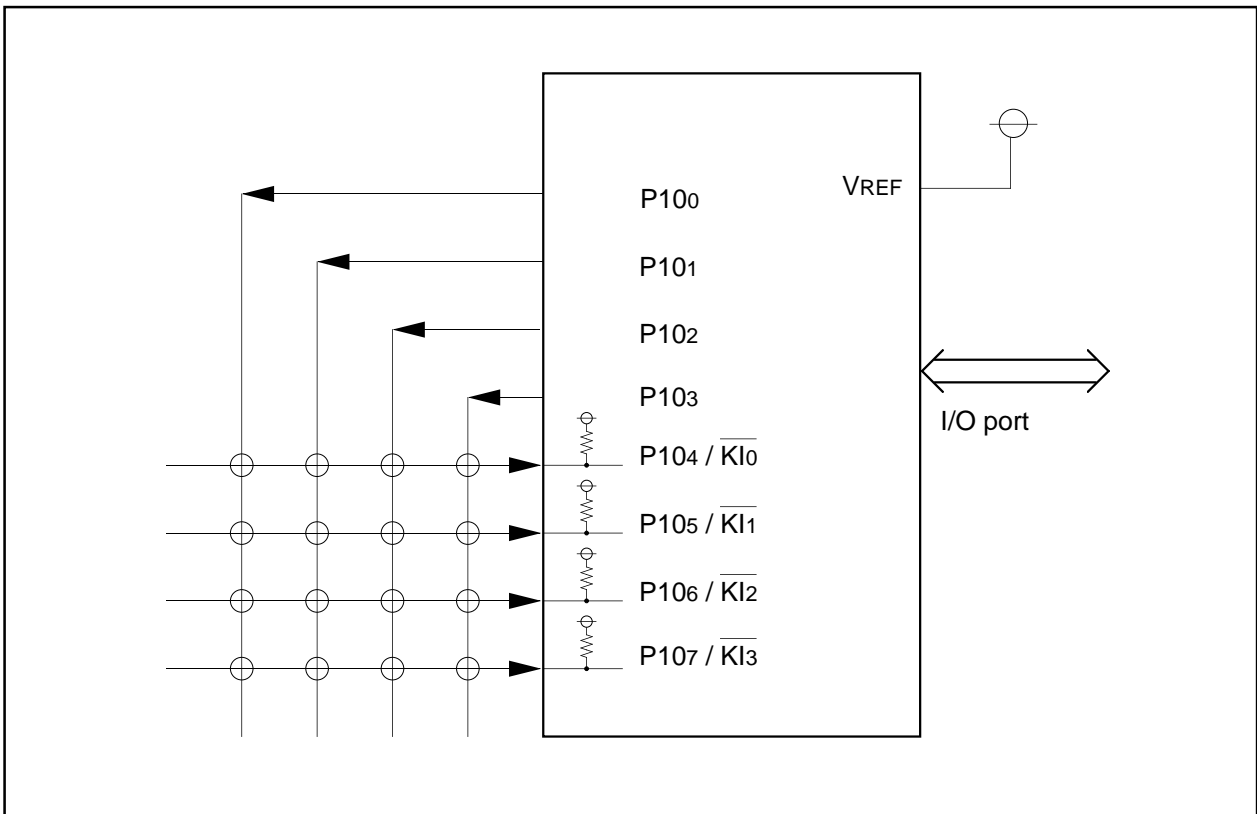 P100
VREF
P101
P102
P103
I/O port
P104 / KI0
P105 / KI1
P106 / KI2
P107 / KI3